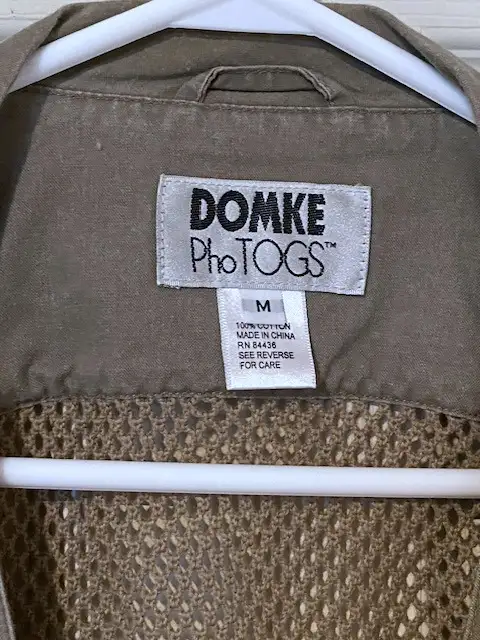 DOMKE
PhoTOGS™
M
100% COTTON
MADE IN CHINA
RN 84436
SEE REVERSE
FOR CARE